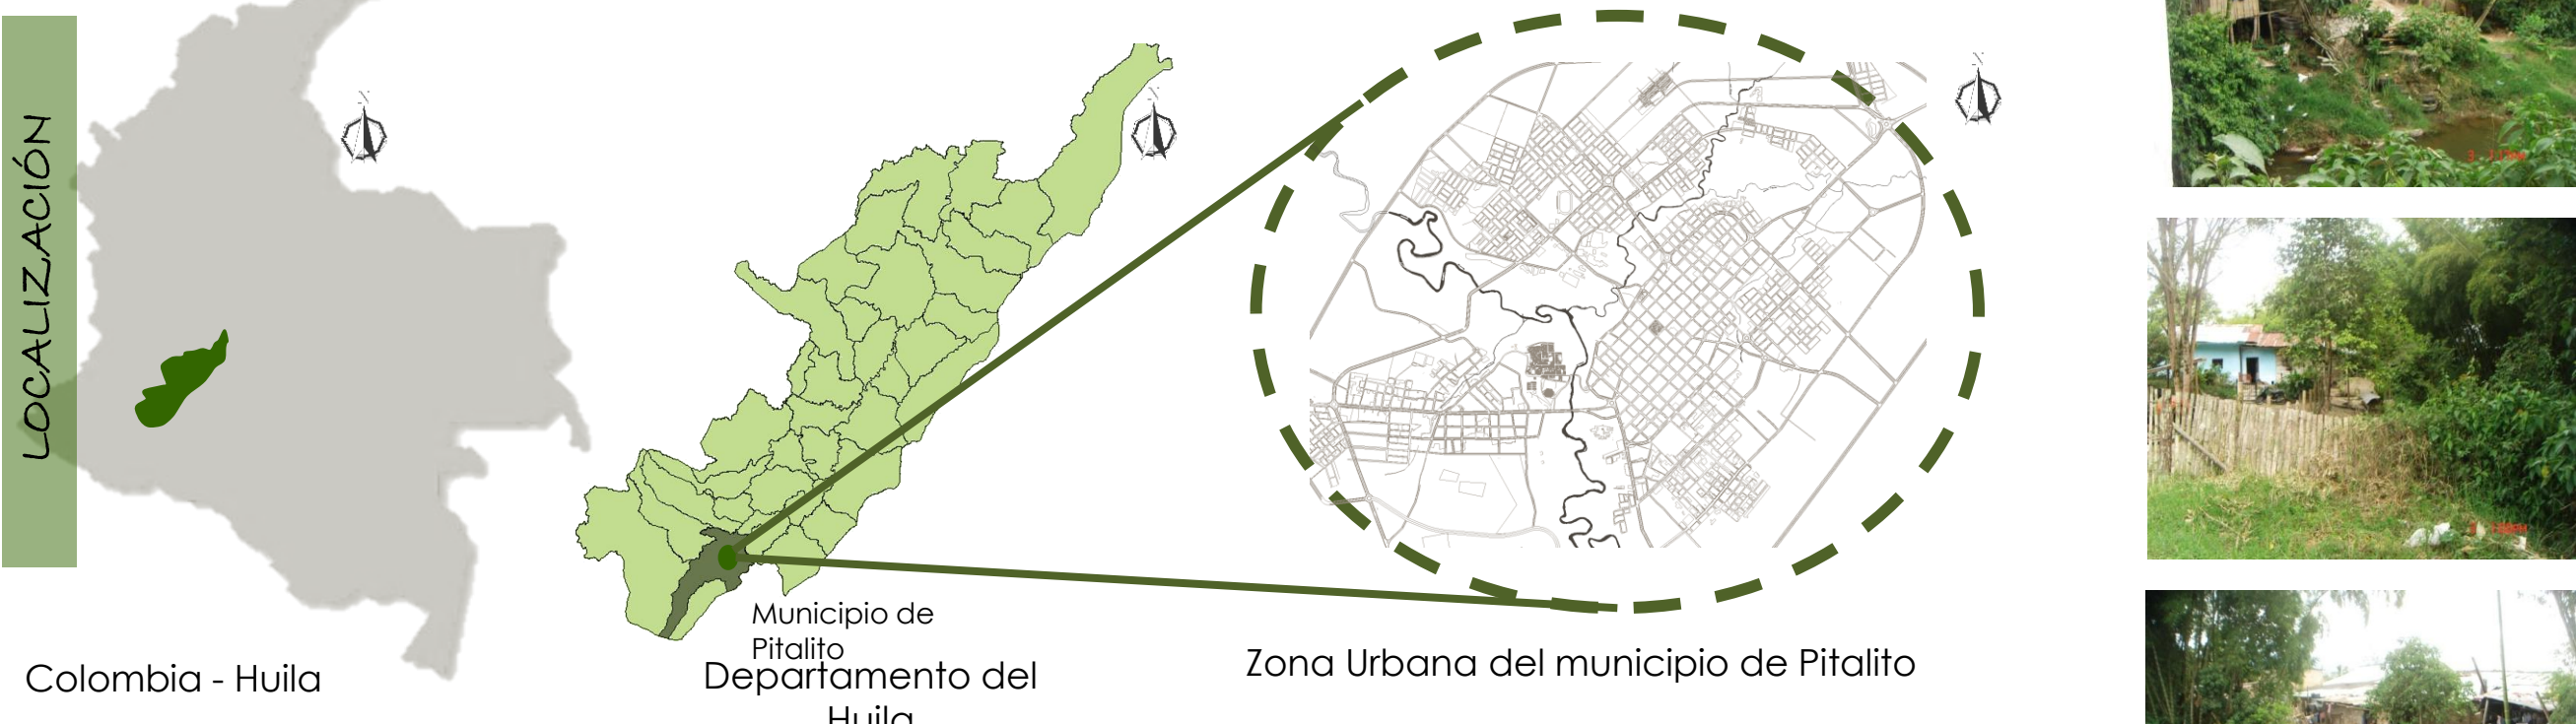 LOCALIZACIÓN
N
N
N
Municipio de
Pitalito
Colombia - Huila
Departamento del
Huila
Zona Urbana del municipio de Pitalito